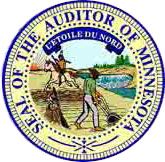 SEAL OF THE AUDITOR OF MINNESOTA
L'ETOILE DU NORD